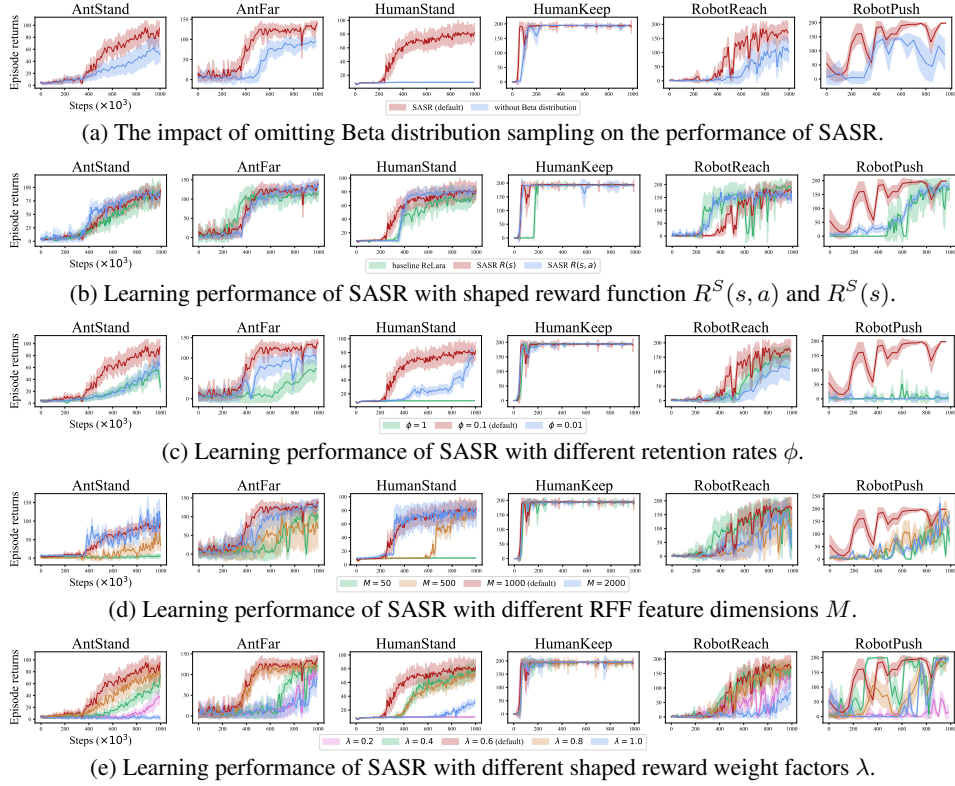 AntStand AntFar HumanStand HumanKeep RobotReach RobotPush
Episode returns
Steps (×10³)
SASR (default) without Beta distribution
(a) The impact of omitting Beta distribution sampling on the performance of SASR.
AntStand AntFar HumanStand HumanKeep RobotReach RobotPush
Episode returns
Steps (×10³)
baseline ReLara SASR R(s) SASR R(s, a)
(b) Learning performance of SASR with shaped reward function R^S(s, a) and R^S(s).
AntStand AntFar HumanStand HumanKeep RobotReach RobotPush
Episode returns
Steps (×10³)
ϕ = 1 ϕ = 0.1 (default) ϕ = 0.01
(c) Learning performance of SASR with different retention rates ϕ.
AntStand AntFar HumanStand HumanKeep RobotReach RobotPush
Episode returns
Steps (×10³)
M = 50 M = 500 M = 1000 (default) M = 2000
(d) Learning performance of SASR with different RFF feature dimensions M.
AntStand AntFar HumanStand HumanKeep RobotReach RobotPush
Episode returns
Steps (×10³)
λ = 0.2 λ = 0.4 λ = 0.6 (default) λ = 0.8 λ = 1.0
(e) Learning performance of SASR with different shaped reward weight factors λ.